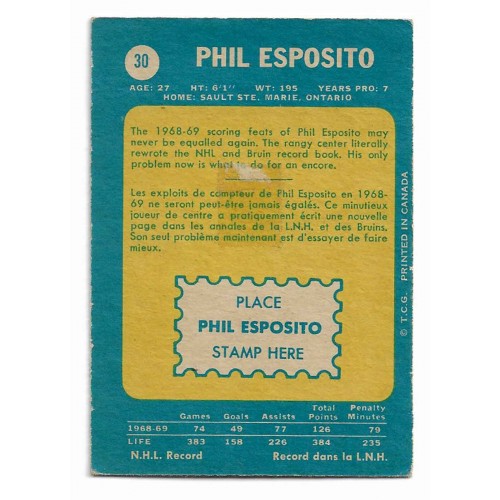 30 PHIL ESPOSITO
AGE: 27 HT: 6'1'' WT: 195 YEARS PRO: 7
HOME: SAULT STE. MARIE, ONTARIO
The 1968-69 scoring feats of Phil Esposito may
never be equalled again. The rangy center literally
rewrote the NHL and Bruin record book. His only
problem now is what to do for an encore.
Les exploits de compteur de Phil Esposito en 1968-
69 ne seront peut-être jamais égalés. Ce minutieux
joueur de centre a pratiquement écrit une nouvelle
page dans les annales de la L.N.H. et des Bruins.
Son seul problème maintenant est d'essayer de faire
mieux.
PLACE
PHIL ESPOSITO
STAMP HERE
© T.C.G. PRINTED IN CANADA
Games Goals Assists Total Points Penalty Minutes
1968-69 74 49 77 126 79
LIFE 383 158 226 384 235
N.H.L. Record Record dans la L.N.H.